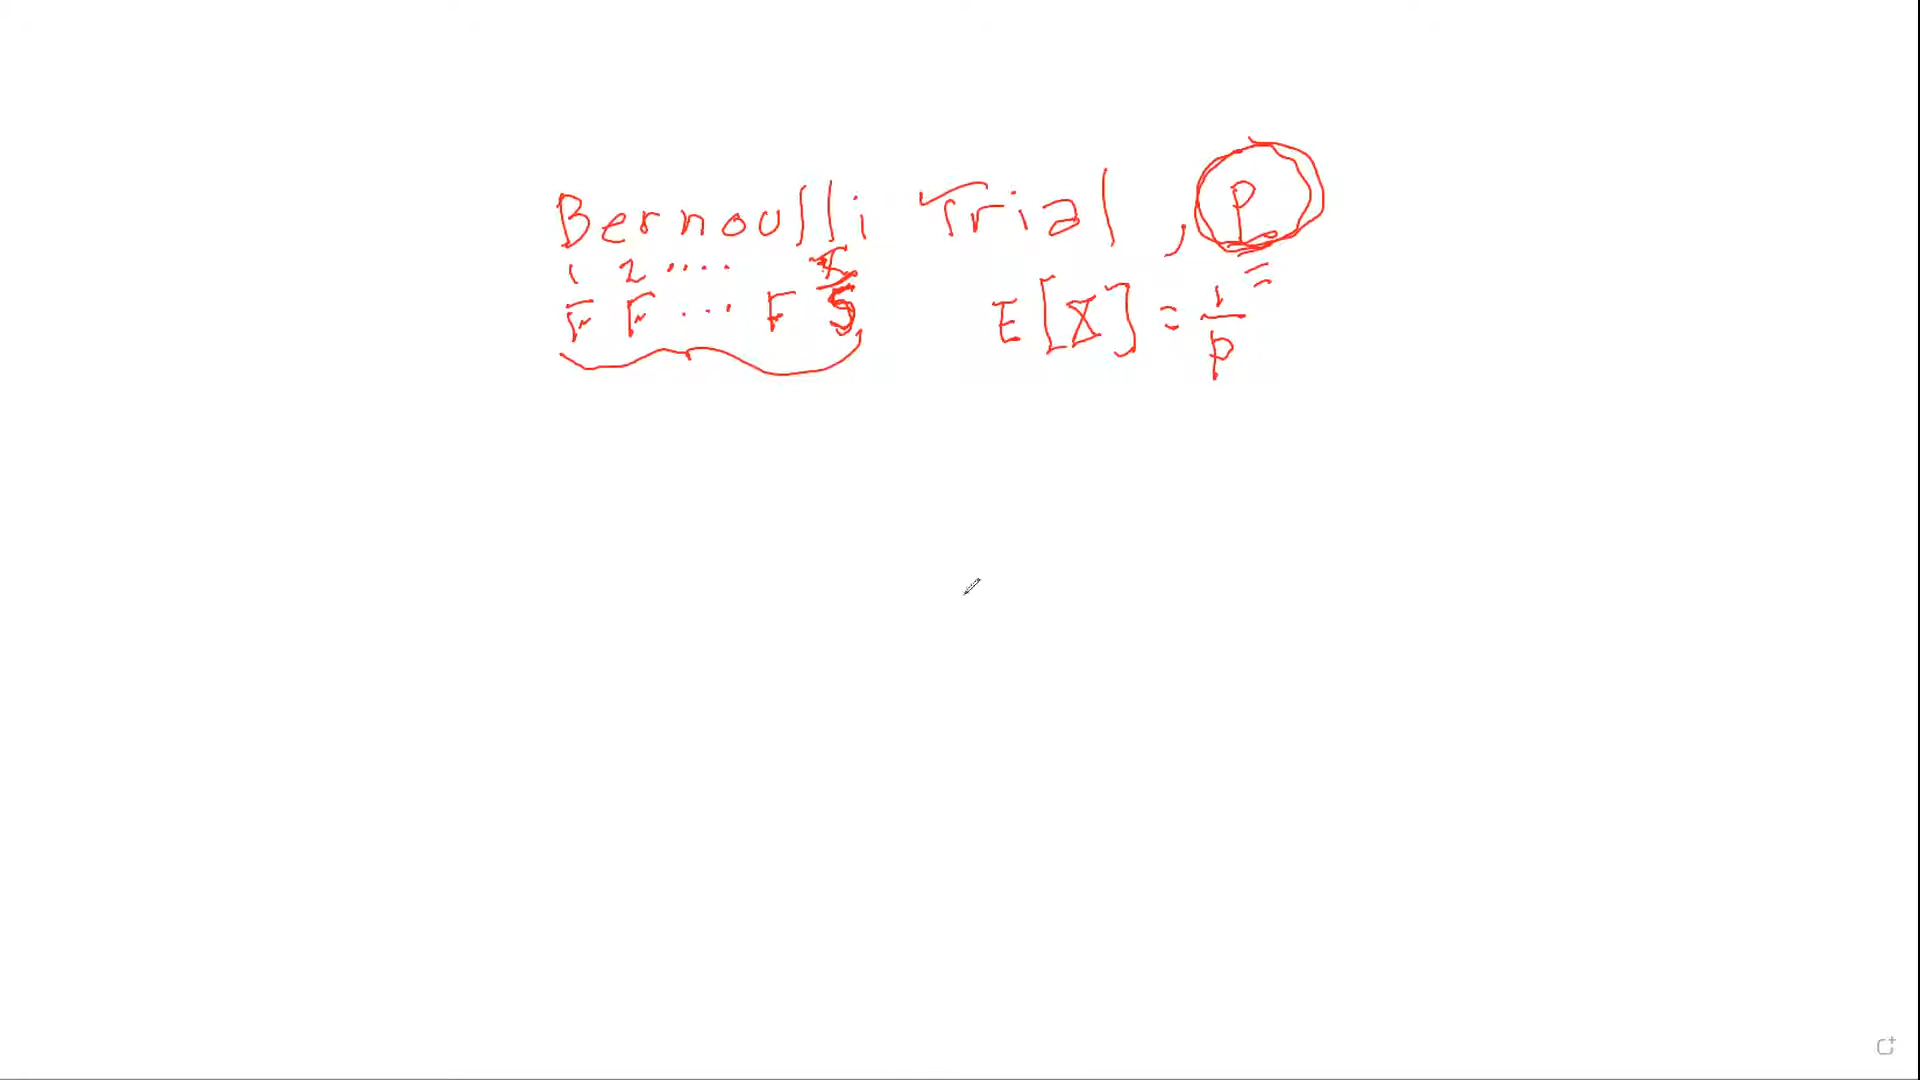 Bernoulli Trial, p
1 2 .... X
F F ... F S E[X] = 1/p